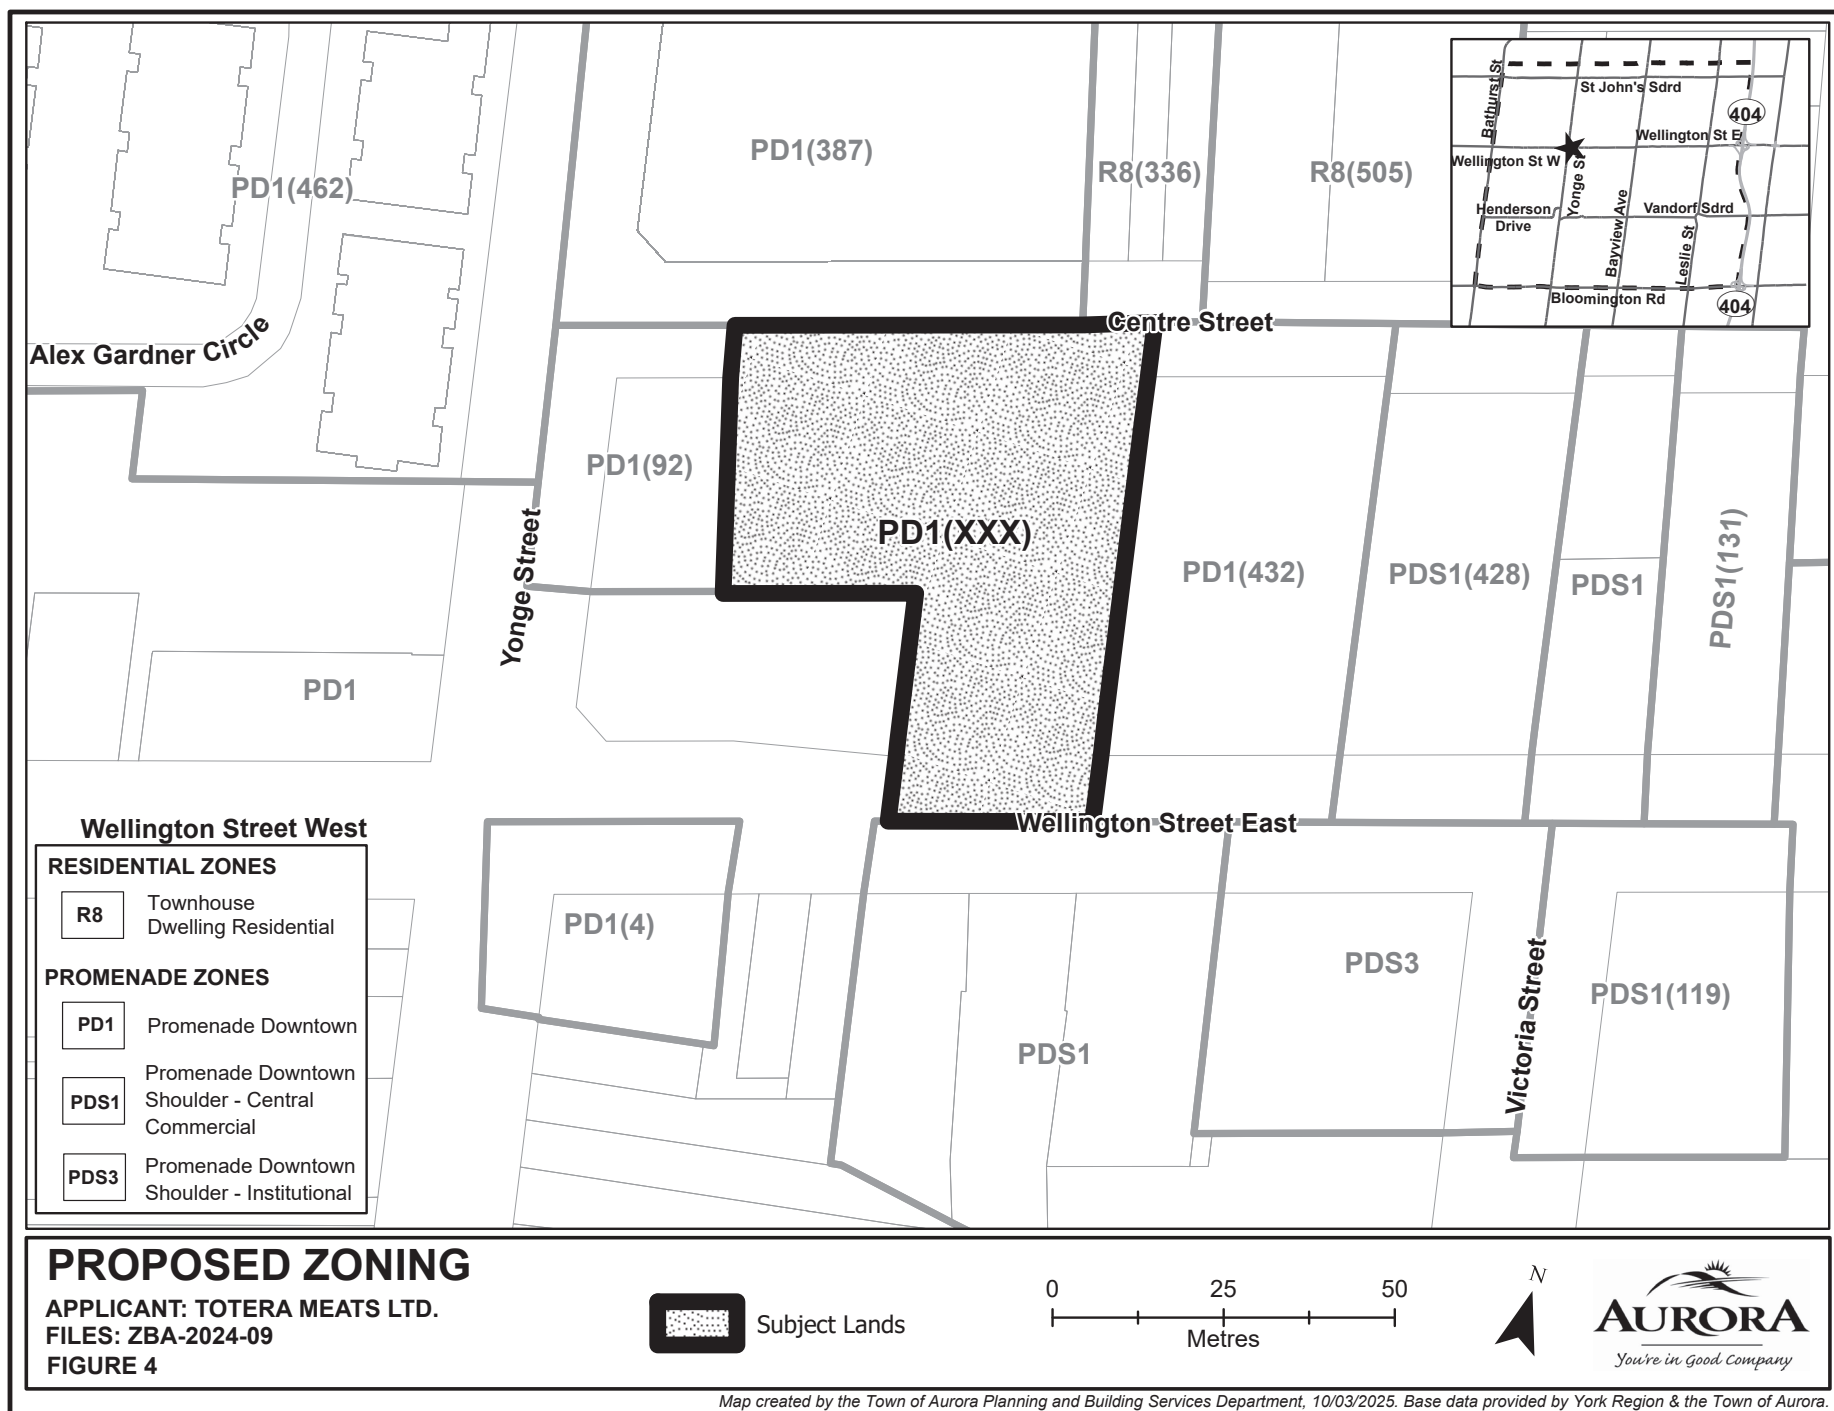 PD1(462)
PD1(387)
R8(336)
R8(505)
Bathurst St
St John's Sdrd
404
Wellington St E
Wellington St W
Yonge St
Henderson
Drive
Bayview Ave
Vandorf Sdrd
Leslie St
Bloomington Rd
404
Alex Gardner Circle
Centre Street
PD1(92)
PD1(XXX)
PD1(432)
PDS1(428)
PDS1
PDS1(131)
Yonge Street
PD1
Wellington Street West
Wellington Street East
RESIDENTIAL ZONES
R8
Townhouse
Dwelling Residential
PROMENADE ZONES
PD1
Promenade Downtown
PDS1
Promenade Downtown
Shoulder - Central
Commercial
PDS3
Promenade Downtown
Shoulder - Institutional
PD1(4)
PDS1
PDS3
Victoria Street
PDS1(119)
PROPOSED ZONING
APPLICANT: TOTERA MEATS LTD.
FILES: ZBA-2024-09
FIGURE 4
Subject Lands
0 25 50
Metres
N
AURORA
You're in Good Company
Map created by the Town of Aurora Planning and Building Services Department, 10/03/2025. Base data provided by York Region & the Town of Aurora.